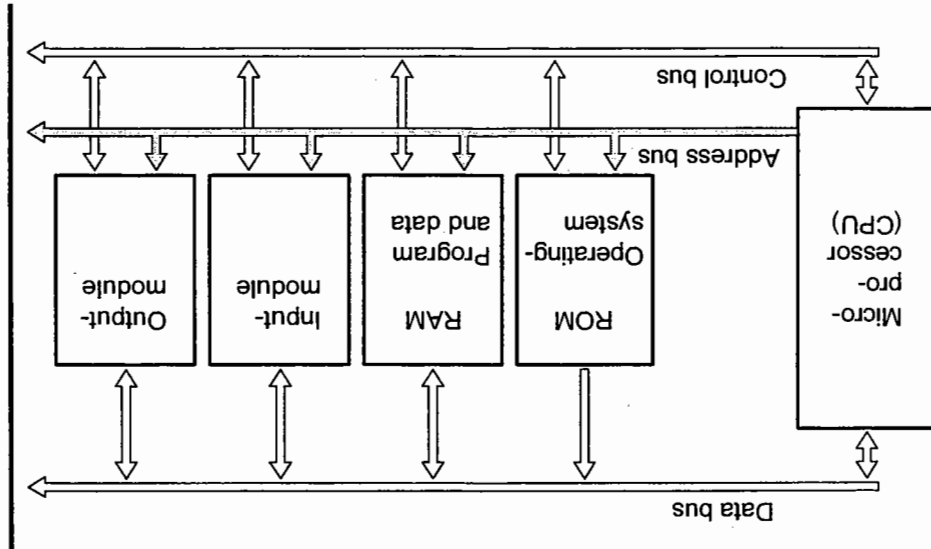 Data bus
Micro-
pro-
cessor
(CPU)
ROM
Operating-
system
RAM
Program
and data
Input-
module
Output-
module
Address bus
Control bus